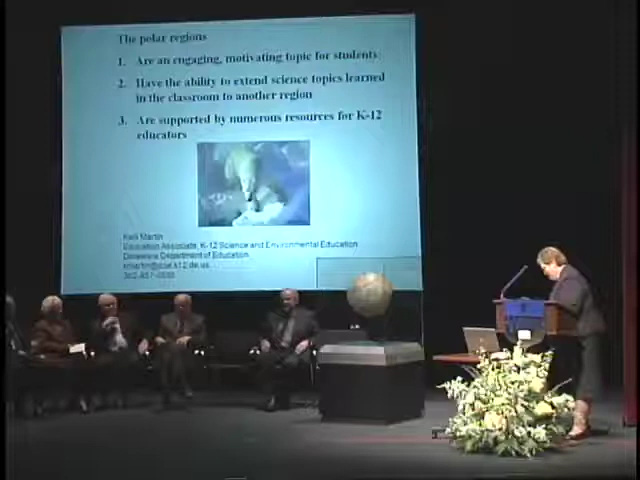 The polar regions
1. Are an engaging, motivating topic for students.
2. Have the ability to extend science topics learned
in the classroom to another region
3. Are supported by numerous resources for K-12
educators
Kelli Martin
Education Associate, K-12 Science and Environmental Education
Delaware Department of Education